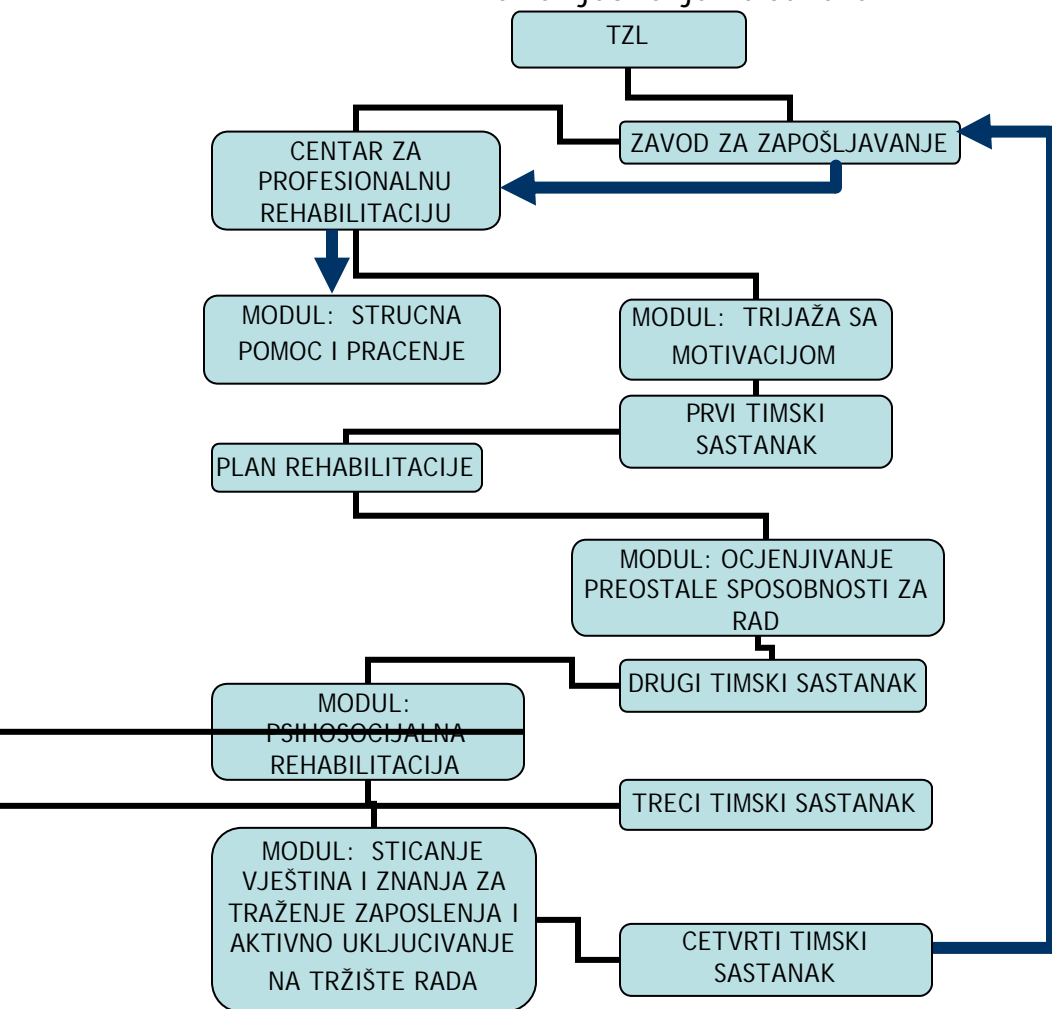 TZL
ZAVOD ZA ZAPOŠLJAVANJE
CENTAR ZA
PROFESIONALNU
REHABILITACIJU
MODUL: STRUCNA
POMOC I PRACENJE
MODUL: TRIJAŽA SA
MOTIVACIJOM
PRVI TIMSKI
SASTANAK
PLAN REHABILITACIJE
MODUL: OCJENJIVANJE
PREOSTALE SPOSOBNOSTI ZA
RAD
DRUGI TIMSKI SASTANAK
MODUL:
PSIHOSOCIJALNA
REHABILITACIJA
TRECI TIMSKI SASTANAK
MODUL: STICANJE
VJEŠTINA I ZNANJA ZA
TRAŽENJE ZAPOSLENJA I
AKTIVNO UKLJUCIVANJE
NA TRŽIŠTE RADA
CETVRTI TIMSKI
SASTANAK